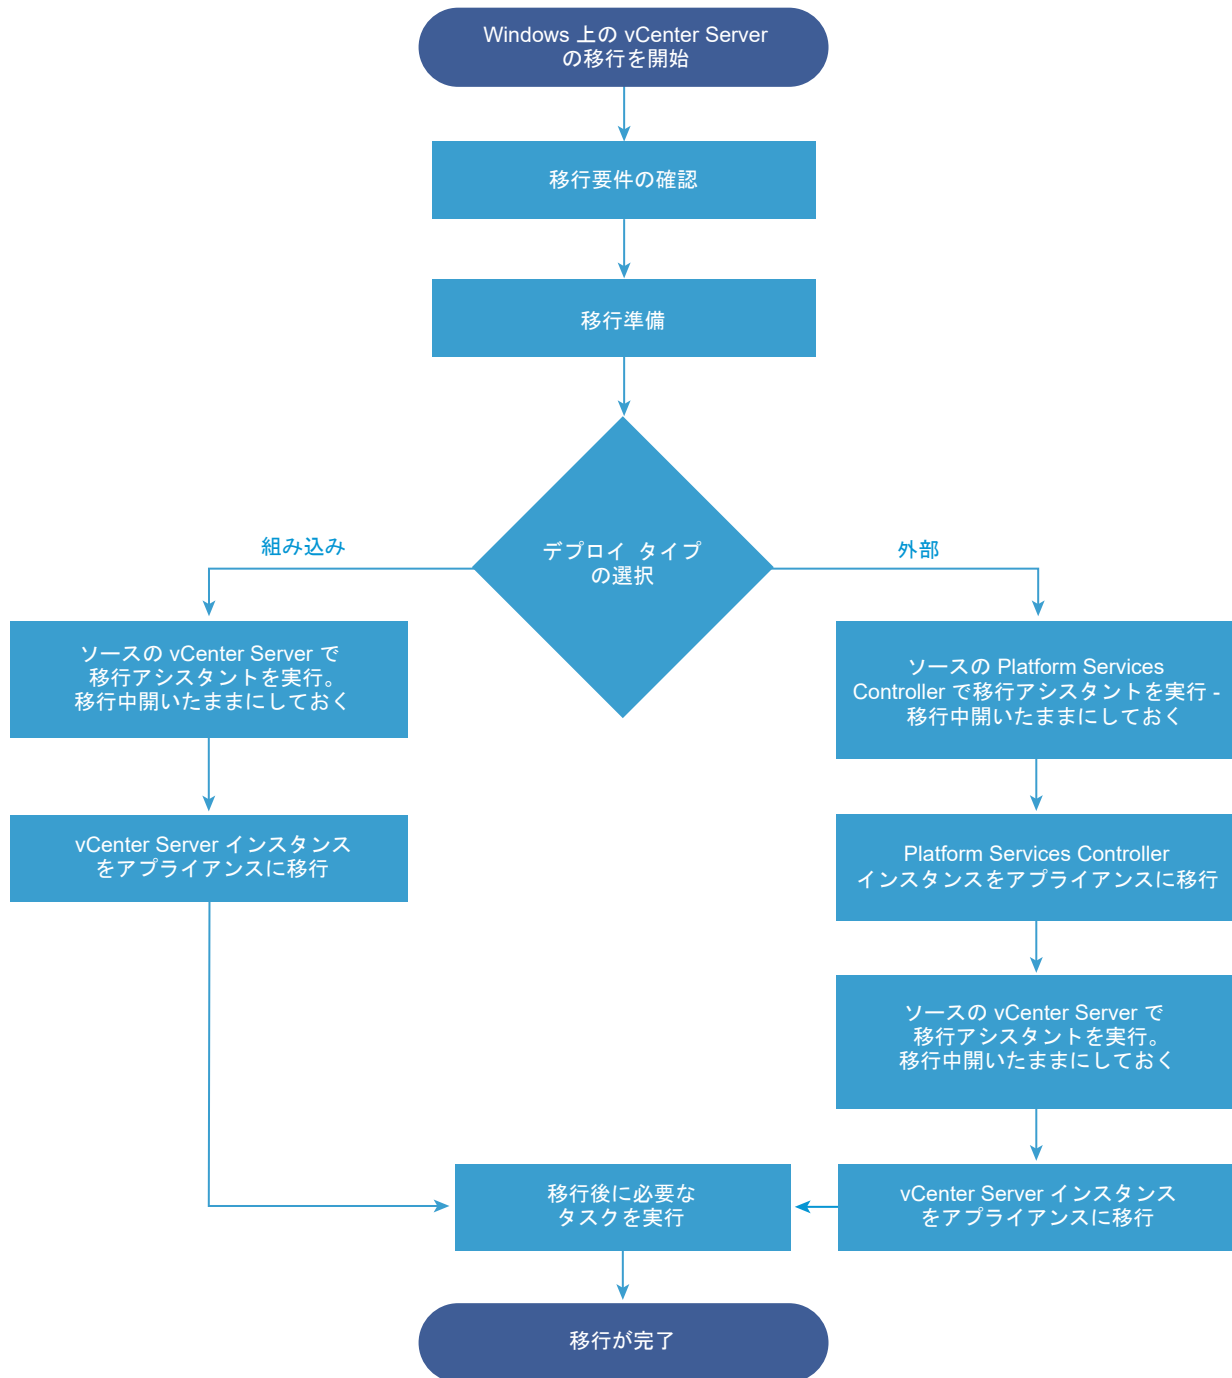 Windows 上の vCenter Server
の移行を開始
移行要件の確認
移行準備
デプロイ タイプ
の選択
組み込み
外部
ソースの vCenter Server で
移行アシスタントを実行。
移行中開いたままにしておく
vCenter Server インスタンス
をアプライアンスに移行
ソースの Platform Services
Controller で移行アシスタントを実行 -
移行中開いたままにしておく
Platform Services Controller
インスタンスをアプライアンスに移行
ソースの vCenter Server で
移行アシスタントを実行。
移行中開いたままにしておく
vCenter Server インスタンス
をアプライアンスに移行
移行後に必要な
タスクを実行
移行が完了